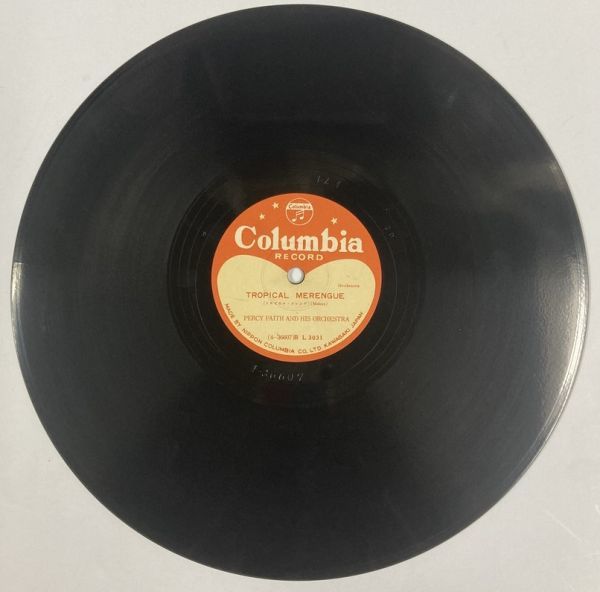 Columbia
Columbia
RECORD
Orchestra
TROPICAL MERENGUE
PERCY FAITH AND HIS ORCHESTRA
L 3031
MADE BY NIPPON COLUMBIA CO., LTD KAWASAKI JAPAN